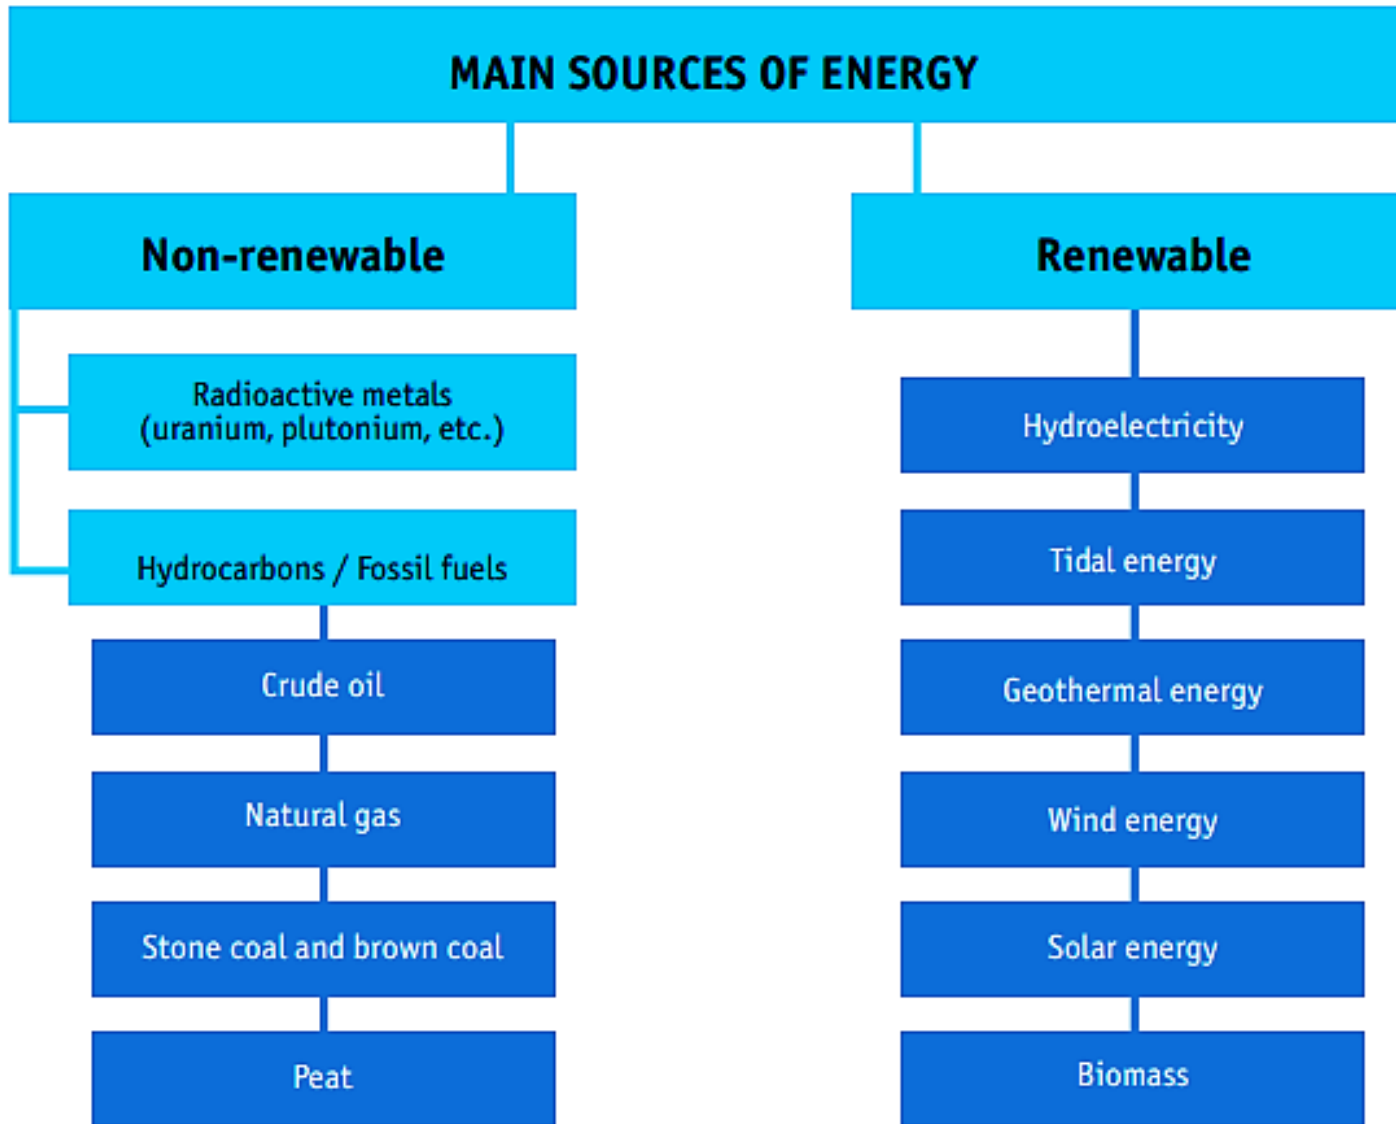 MAIN SOURCES OF ENERGY
Non-renewable
Radioactive metals
(uranium, plutonium, etc.)
Hydrocarbons / Fossil fuels
Crude oil
Natural gas
Stone coal and brown coal
Peat
Renewable
Hydroelectricity
Tidal energy
Geothermal energy
Wind energy
Solar energy
Biomass